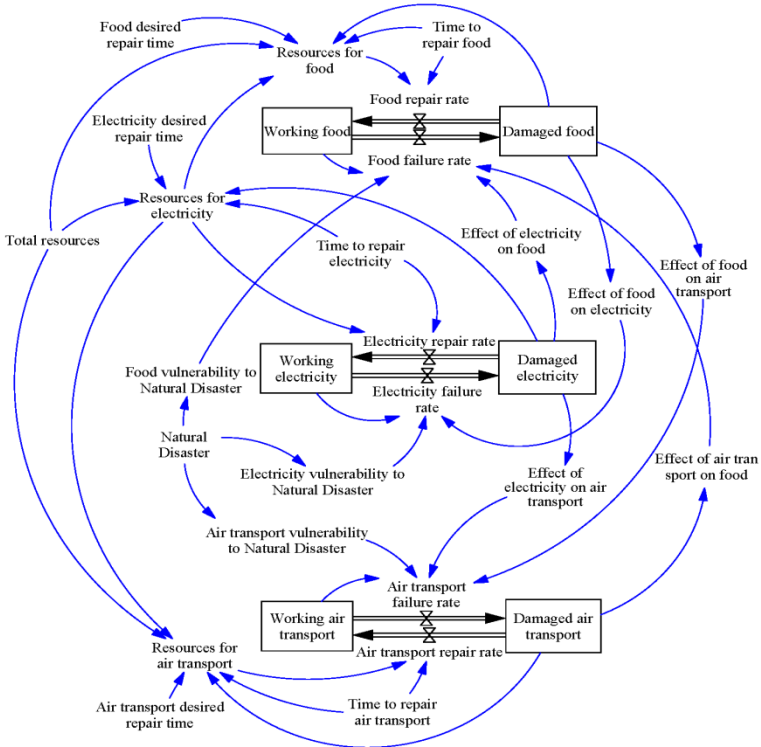 Food desired
repair time
Resources for
food
Time to
repair food
Food repair rate
Working food
Damaged food
Food failure rate
Electricity desired
repair time
Resources for
electricity
Total resources
Time to repair
electricity
Effect of electricity
on food
Effect of food
on electricity
Effect of food
on air
transport
Electricity repair rate
Working
electricity
Damaged
electricity
Electricity failure
rate
Food vulnerability to
Natural Disaster
Natural
Disaster
Electricity vulnerability to
Natural Disaster
Effect of
electricity on air
transport
Effect of air tran
sport on food
Air transport vulnerability
to Natural Disaster
Air transport
failure rate
Working air
transport
Damaged air
transport
Air transport repair rate
Resources for
air transport
Air transport desired
repair time
Time to repair
air transport